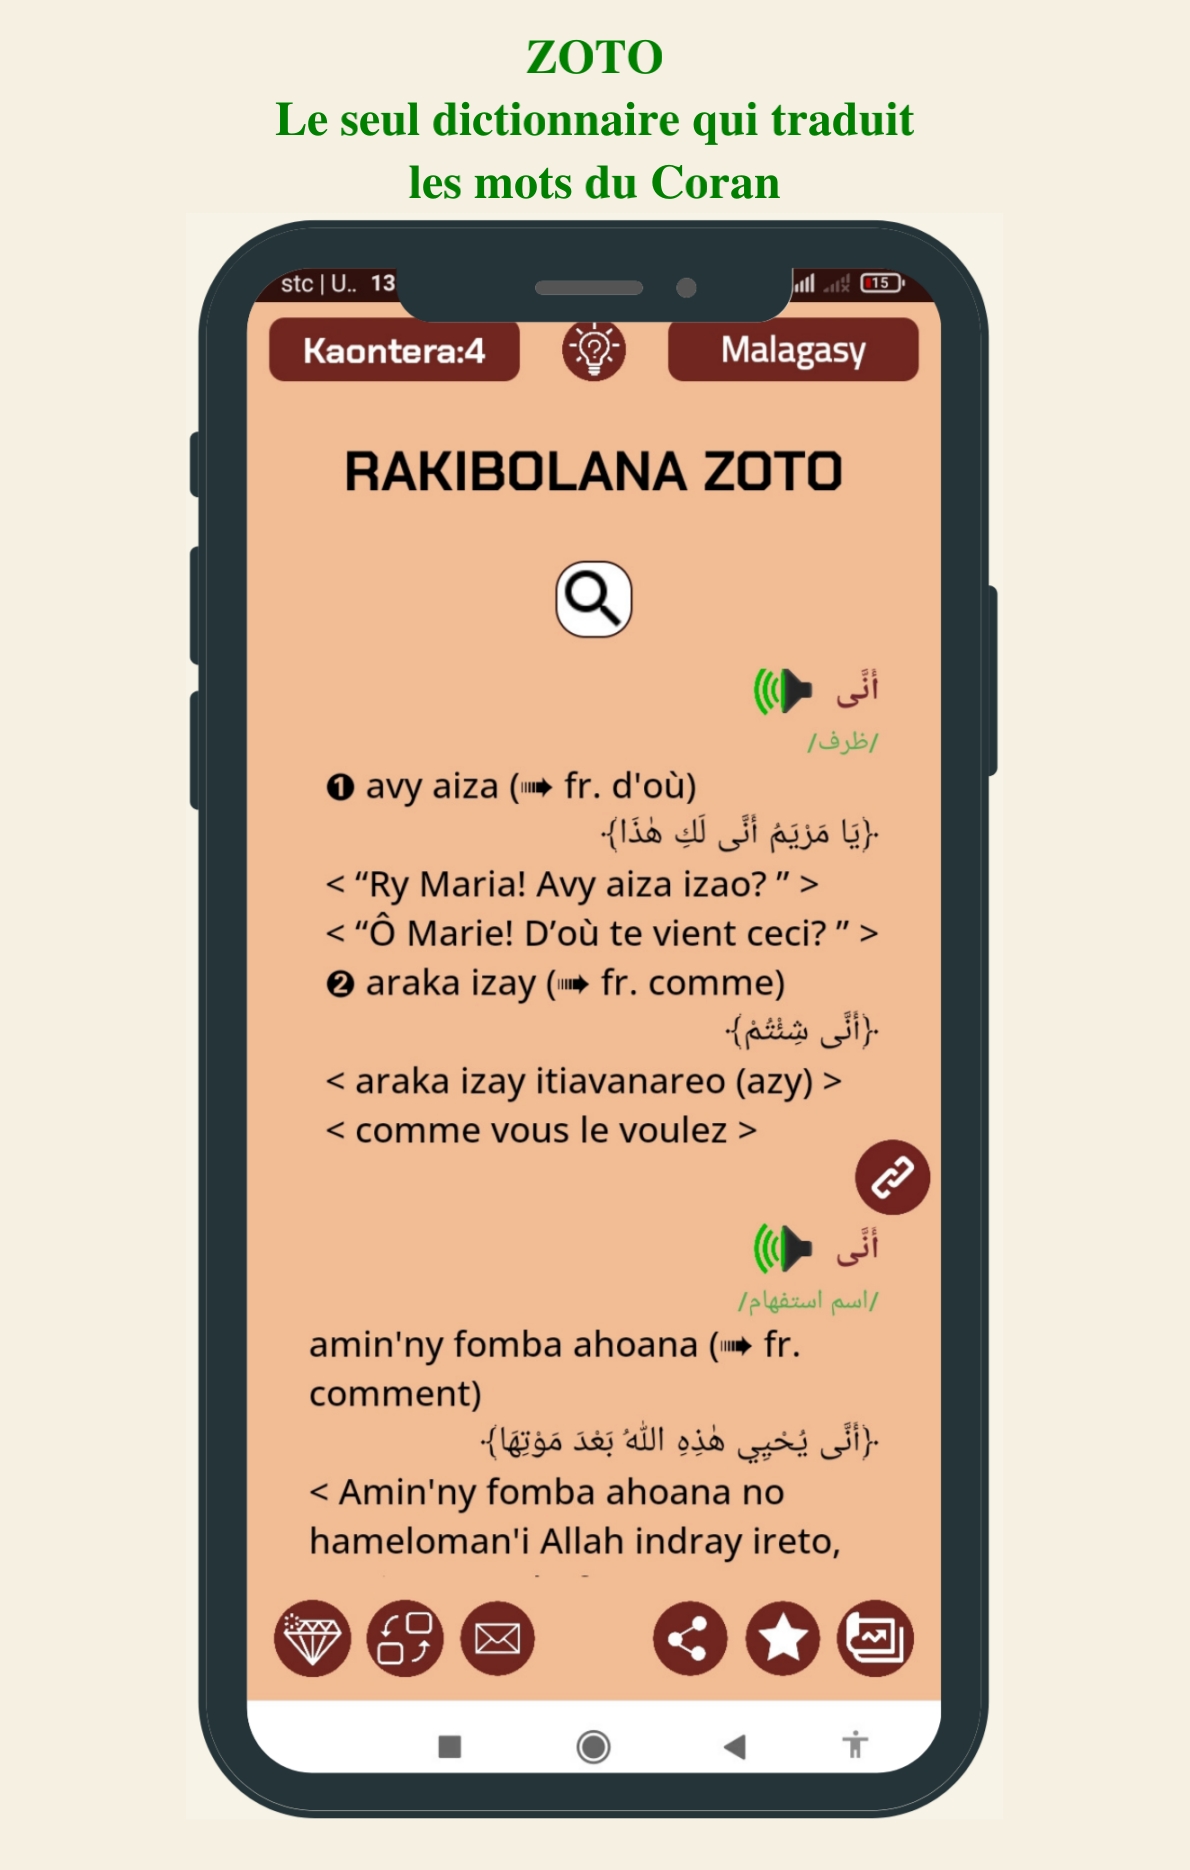 ZOTO
Le seul dictionnaire qui traduit
les mots du Coran
stc | U.. 13
15
Kaontera:4
Malagasy
RAKIBOLANA ZOTO
أَنَّى
/ظرف/
❶ avy aiza (➠ fr. d'où)
·{يَا مَرْيَمُ أَنَّى لَكِ هٰذَا}·
< “Ry Maria! Avy aiza izao? ” >
< “Ô Marie! D’où te vient ceci? ” >
❷ araka izay (➠ fr. comme)
·{أَنَّى شِئْتُمْ}·
< araka izay itiavanareo (azy) >
< comme vous le voulez >
أَنَّى
/اسم استفهام/
amin'ny fomba ahoana (➠ fr.
comment)
·{أَنَّى يُحْيِي هٰذِهِ اللّٰهُ بَعْدَ مَوْتِهَا}·
< Amin'ny fomba ahoana no
hameloman'i Allah indray ireto,